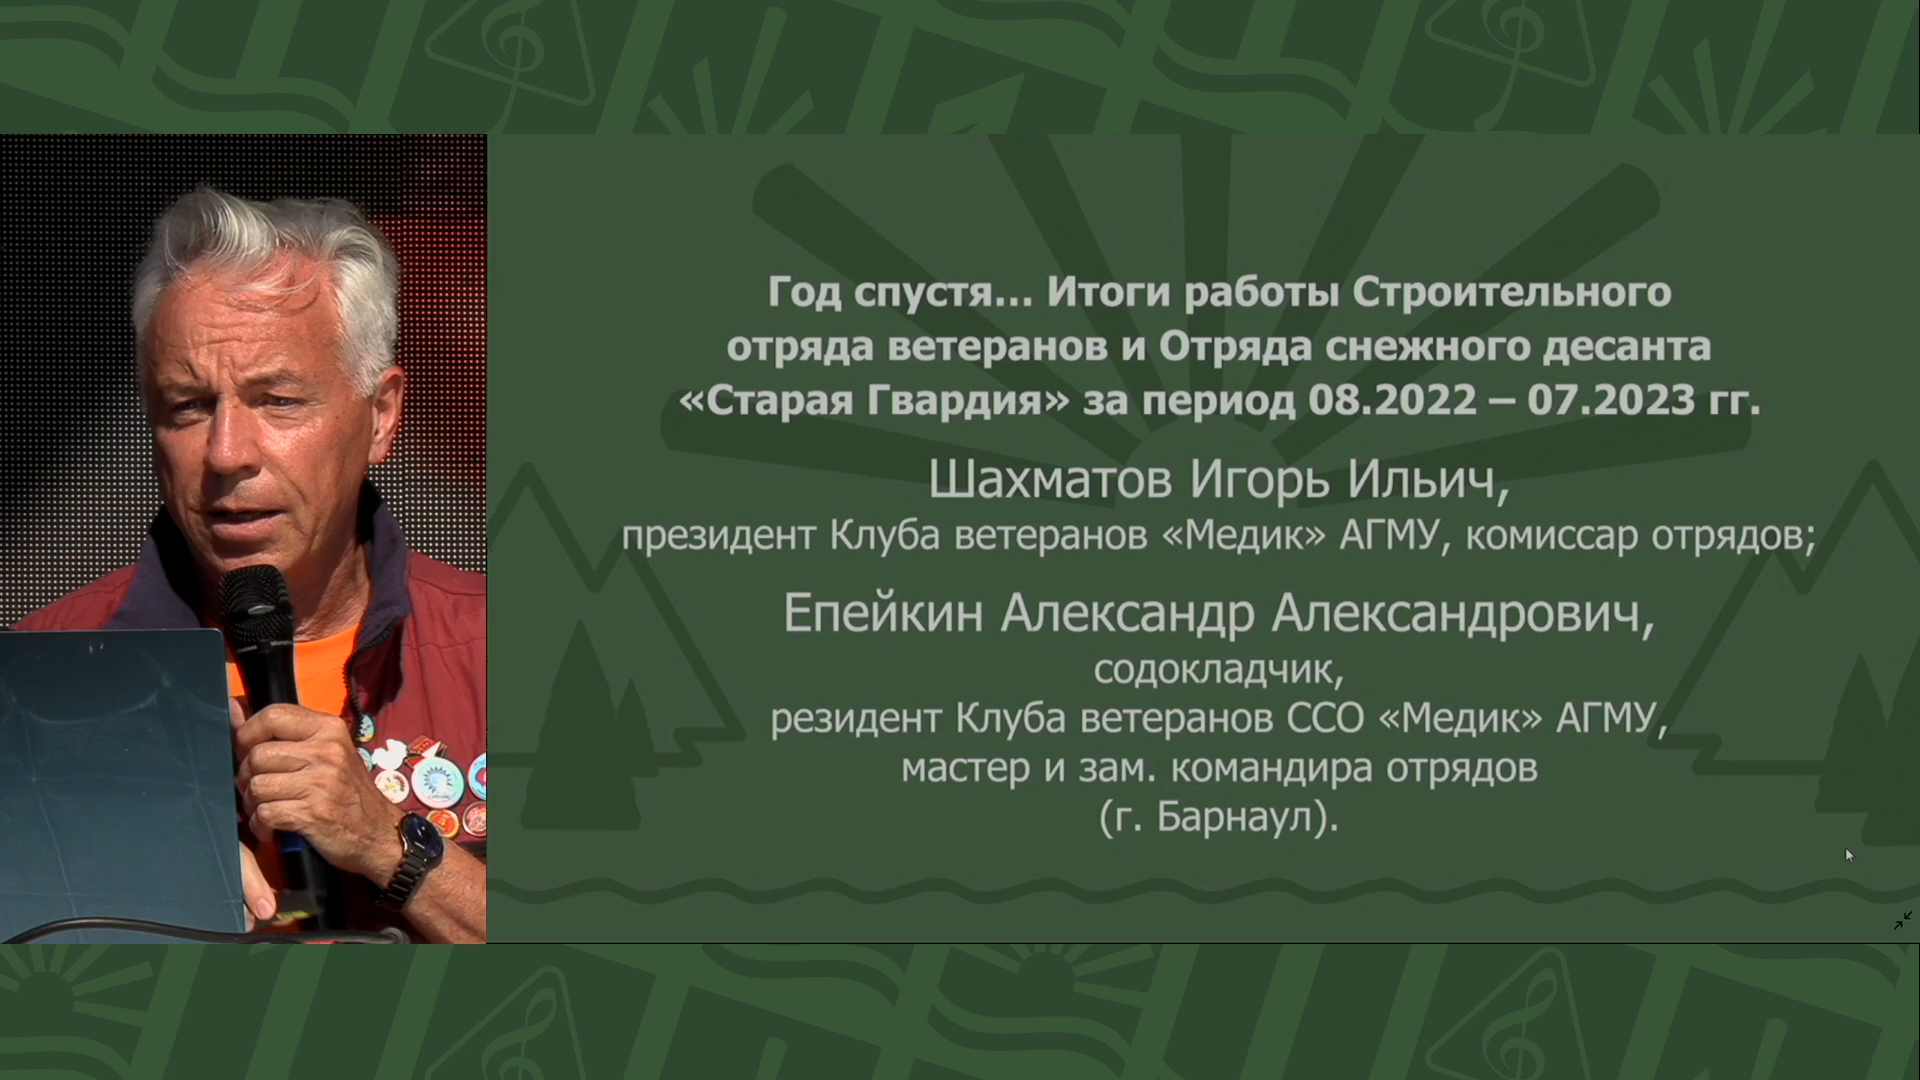 Год спустя... Итоги работы Строительного
отряда ветеранов и Отряда снежного десанта
«Старая Гвардия» за период 08.2022 – 07.2023 гг.
Шахматов Игорь Ильич,
президент Клуба ветеранов «Медик» АГМУ, комиссар отрядов;
Епейкин Александр Александрович,
содокладчик,
резидент Клуба ветеранов ССО «Медик» АГМУ,
мастер и зам. командира отрядов
(г. Барнаул).